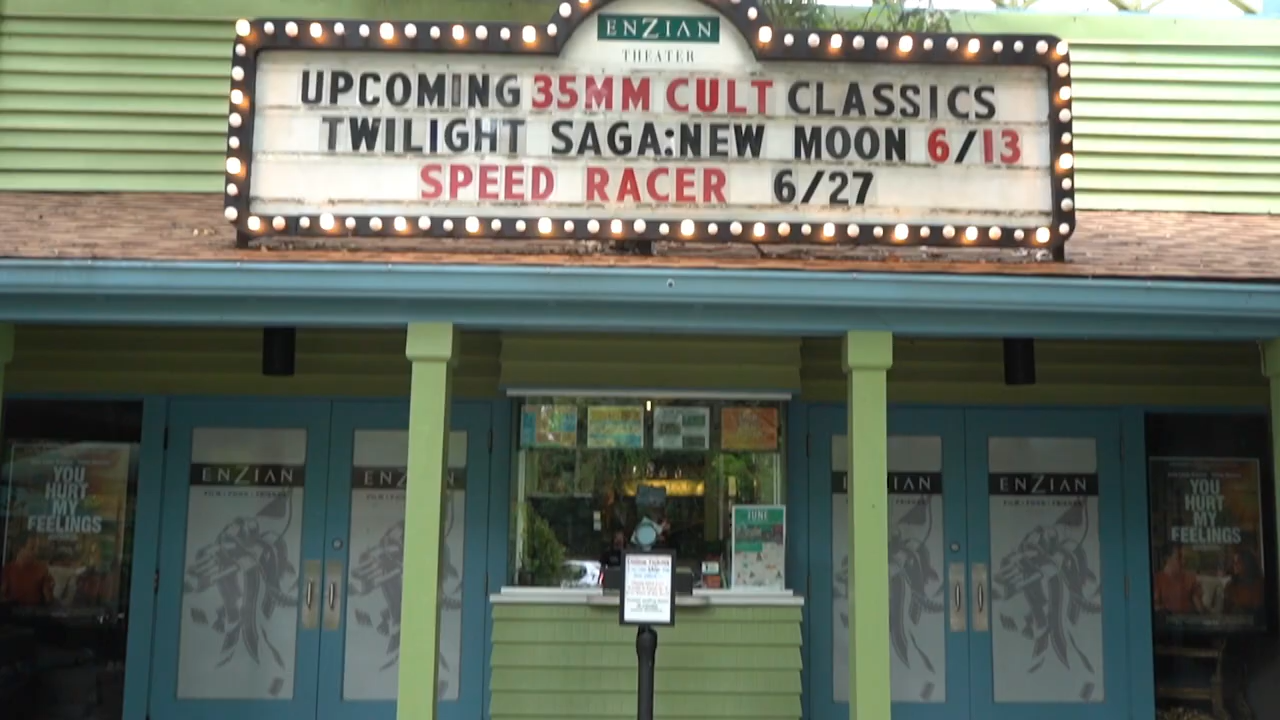 ENZIAN
THEATER
UPCOMING 35MM CULT CLASSICS
TWILIGHT SAGA:NEW MOON 6/13
SPEED RACER 6/27
ENZIAN
ENZIAN
ENZIAN
ENZIAN
YOU
HURT
MY
FEELINGS
JUNE
YOU
HURT
MY
FEELINGS